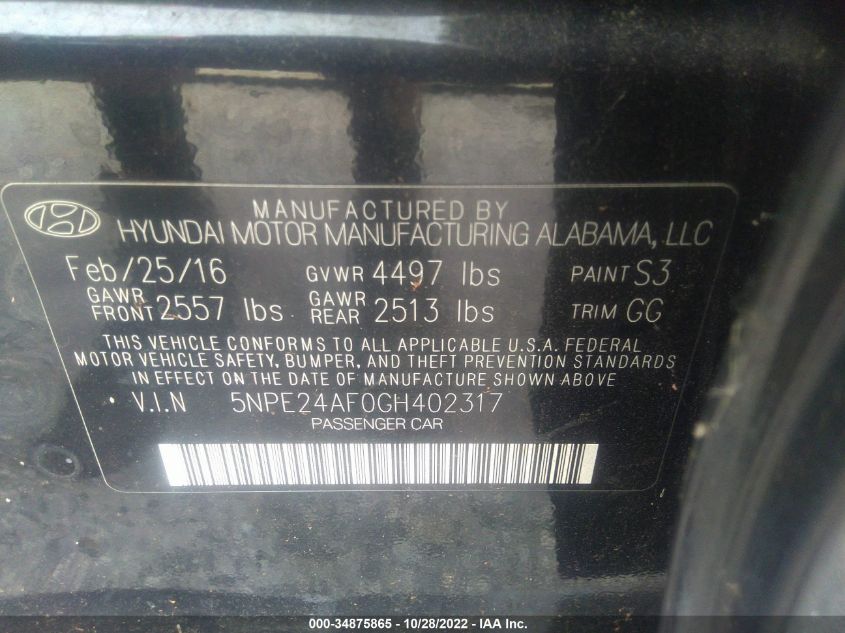 MANUFACTURED BY
HYUNDAI MOTOR MANUFACTURING ALABAMA, LLC
Feb/25/16 GVWR 4497 lbs PAINT S3
GAWR FRONT 2557 lbs GAWR REAR 2513 lbs TRIM GG
THIS VEHICLE CONFORMS TO ALL APPLICABLE U.S.A. FEDERAL
MOTOR VEHICLE SAFETY, BUMPER, AND THEFT PREVENTION STANDARDS
IN EFFECT ON THE DATE OF MANUFACTURE SHOWN ABOVE
V.I.N 5NPE24AF0GH402317
PASSENGER CAR
000-34875865 - 10/28/2022 - IAA Inc.